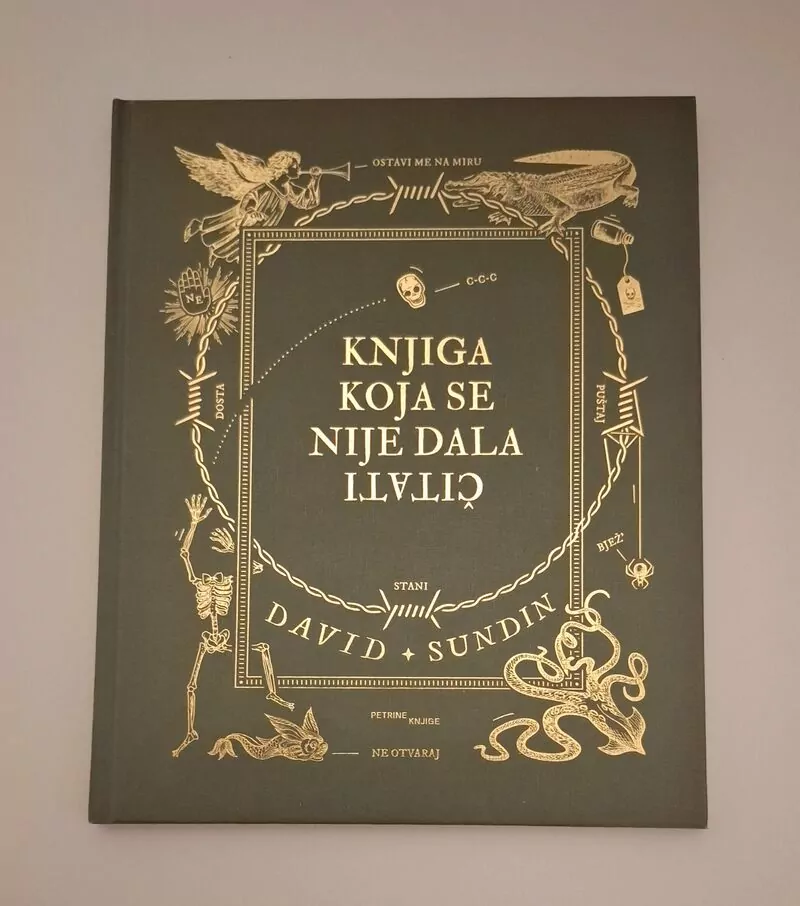 OSTAVI ME NA MIRU
NE
C-C-C
KNJIGA
KOJA SE
NIJE DALA
ČITATI
DOSTA
PUŠTAJ
BJEŽ'
STANI
DAVID SUNDIN
PETRINE
KNJIGE
NE OTVARAJ